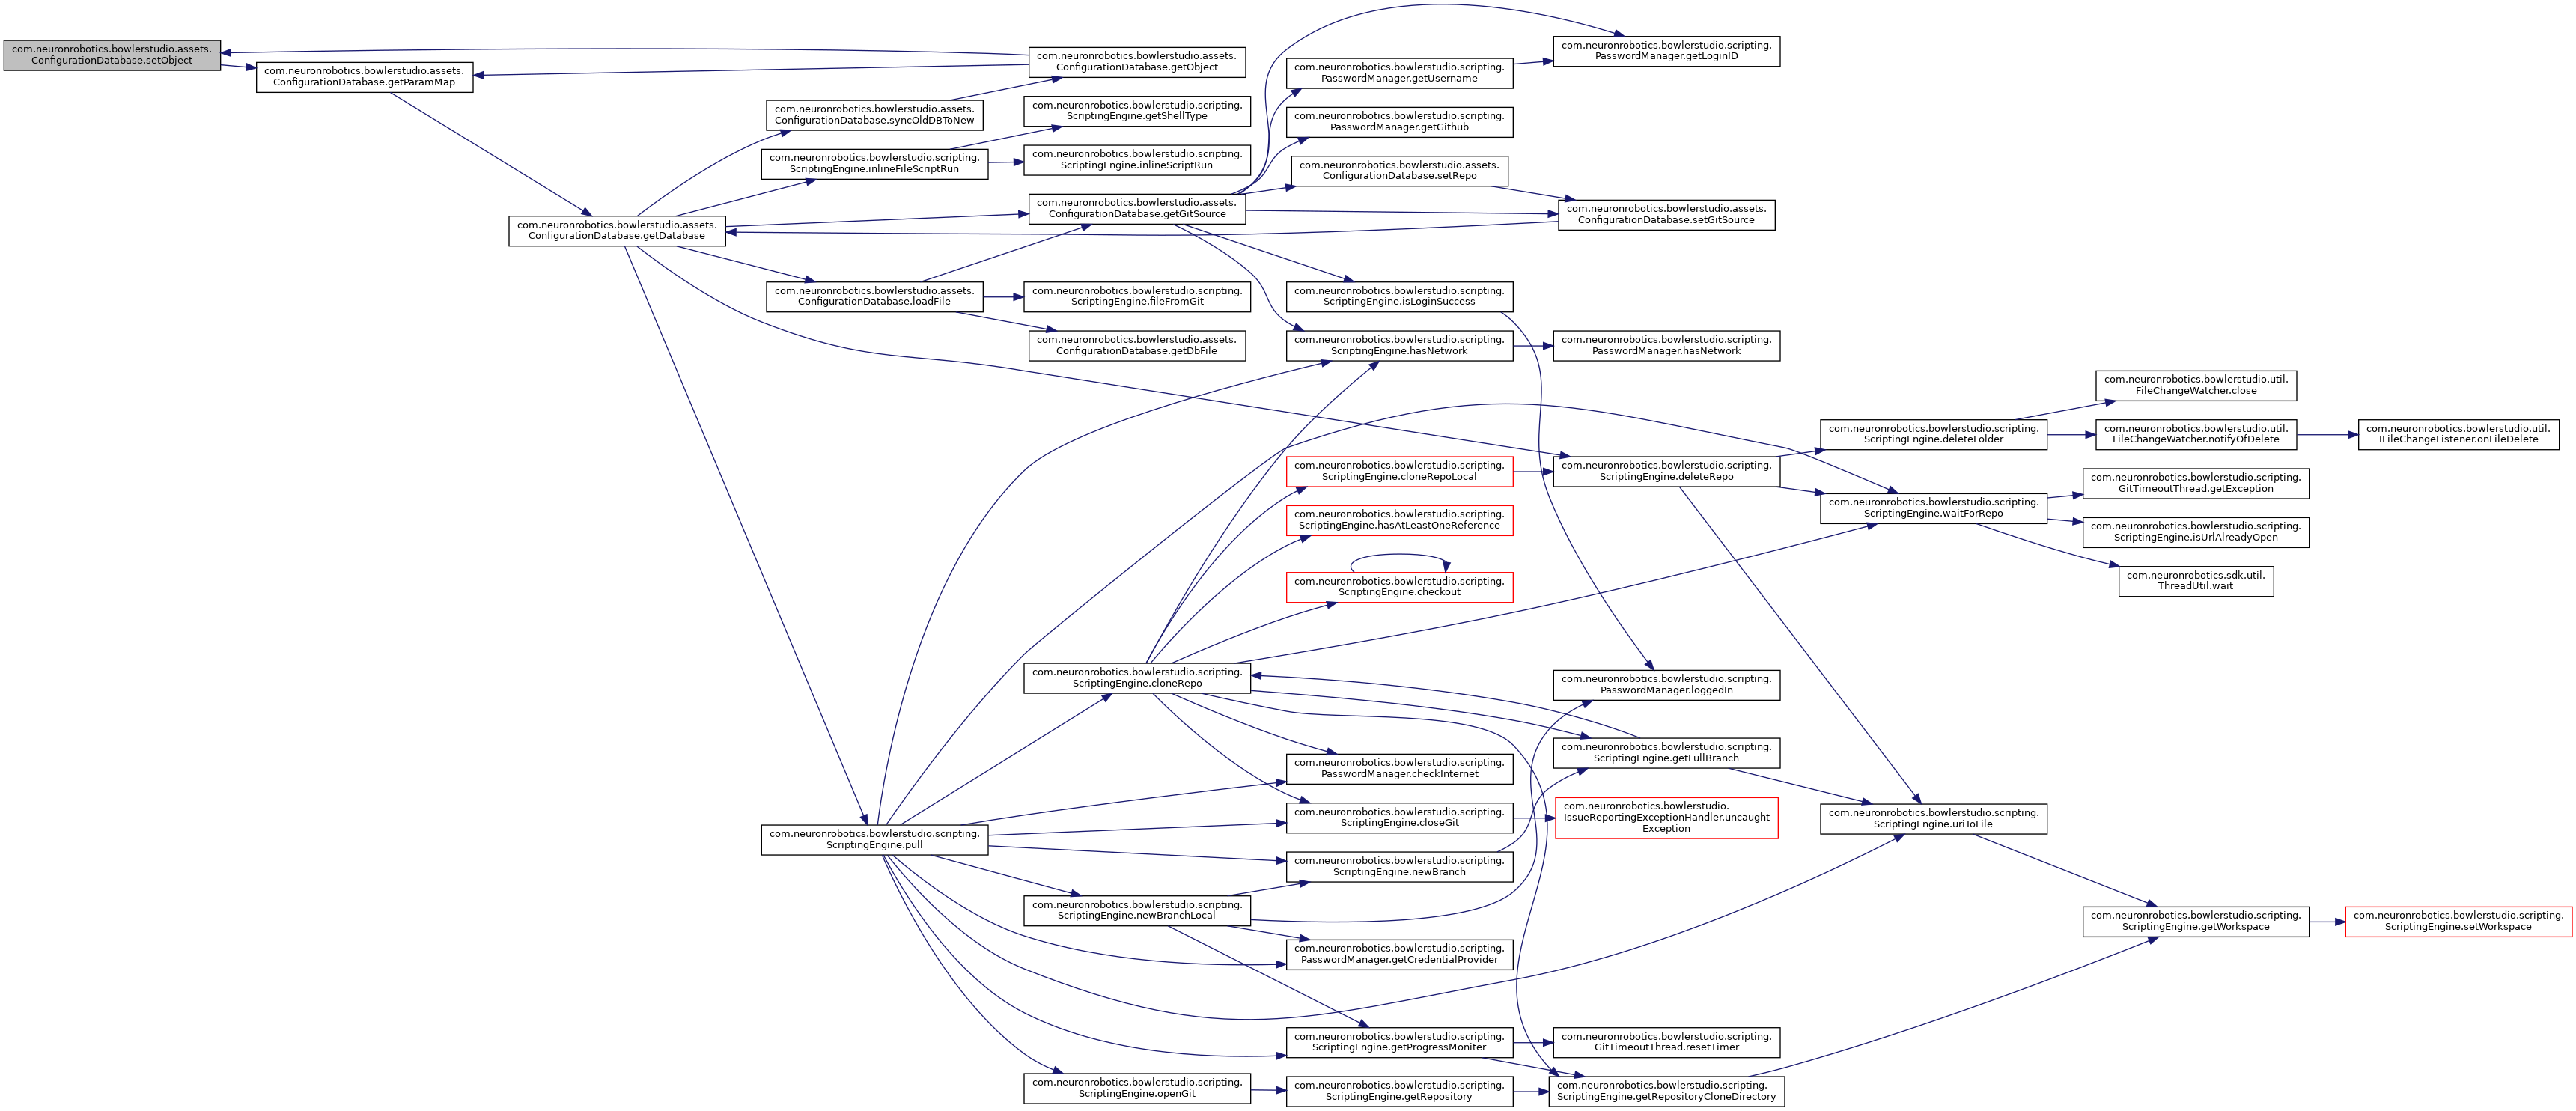 com.neuronrobotics.bowlerstudio.assets.
ConfigurationDatabase.setObject
com.neuronrobotics.bowlerstudio.assets.
ConfigurationDatabase.getParamMap
com.neuronrobotics.bowlerstudio.assets.
ConfigurationDatabase.getDatabase
com.neuronrobotics.bowlerstudio.assets.
ConfigurationDatabase.syncOldDBToNew
com.neuronrobotics.bowlerstudio.scripting.
ScriptingEngine.inlineFileScriptRun
com.neuronrobotics.bowlerstudio.assets.
ConfigurationDatabase.loadFile
com.neuronrobotics.bowlerstudio.scripting.
ScriptingEngine.pull
com.neuronrobotics.bowlerstudio.assets.
ConfigurationDatabase.getObject
com.neuronrobotics.bowlerstudio.scripting.
ScriptingEngine.getShellType
com.neuronrobotics.bowlerstudio.scripting.
ScriptingEngine.inlineScriptRun
com.neuronrobotics.bowlerstudio.assets.
ConfigurationDatabase.getGitSource
com.neuronrobotics.bowlerstudio.scripting.
ScriptingEngine.fileFromGit
com.neuronrobotics.bowlerstudio.assets.
ConfigurationDatabase.getDbFile
com.neuronrobotics.bowlerstudio.scripting.
ScriptingEngine.cloneRepo
com.neuronrobotics.bowlerstudio.scripting.
ScriptingEngine.newBranchLocal
com.neuronrobotics.bowlerstudio.scripting.
ScriptingEngine.openGit
com.neuronrobotics.bowlerstudio.scripting.
PasswordManager.getUsername
com.neuronrobotics.bowlerstudio.scripting.
PasswordManager.getGithub
com.neuronrobotics.bowlerstudio.assets.
ConfigurationDatabase.setRepo
com.neuronrobotics.bowlerstudio.scripting.
ScriptingEngine.isLoginSuccess
com.neuronrobotics.bowlerstudio.scripting.
ScriptingEngine.hasNetwork
com.neuronrobotics.bowlerstudio.scripting.
ScriptingEngine.cloneRepoLocal
com.neuronrobotics.bowlerstudio.scripting.
ScriptingEngine.hasAtLeastOneReference
com.neuronrobotics.bowlerstudio.scripting.
ScriptingEngine.checkout
com.neuronrobotics.bowlerstudio.scripting.
PasswordManager.checkInternet
com.neuronrobotics.bowlerstudio.scripting.
ScriptingEngine.closeGit
com.neuronrobotics.bowlerstudio.scripting.
ScriptingEngine.newBranch
com.neuronrobotics.bowlerstudio.scripting.
PasswordManager.getCredentialProvider
com.neuronrobotics.bowlerstudio.scripting.
ScriptingEngine.getProgressMoniter
com.neuronrobotics.bowlerstudio.scripting.
ScriptingEngine.getRepository
com.neuronrobotics.bowlerstudio.scripting.
PasswordManager.getLoginID
com.neuronrobotics.bowlerstudio.assets.
ConfigurationDatabase.setGitSource
com.neuronrobotics.bowlerstudio.scripting.
PasswordManager.hasNetwork
com.neuronrobotics.bowlerstudio.scripting.
ScriptingEngine.deleteRepo
com.neuronrobotics.bowlerstudio.scripting.
PasswordManager.loggedIn
com.neuronrobotics.bowlerstudio.scripting.
ScriptingEngine.getFullBranch
com.neuronrobotics.bowlerstudio.
IssueReportingExceptionHandler.uncaught
Exception
com.neuronrobotics.bowlerstudio.scripting.
GitTimeoutThread.resetTimer
com.neuronrobotics.bowlerstudio.scripting.
ScriptingEngine.getRepositoryCloneDirectory
com.neuronrobotics.bowlerstudio.scripting.
ScriptingEngine.deleteFolder
com.neuronrobotics.bowlerstudio.scripting.
ScriptingEngine.waitForRepo
com.neuronrobotics.bowlerstudio.scripting.
ScriptingEngine.uriToFile
com.neuronrobotics.bowlerstudio.util.
FileChangeWatcher.close
com.neuronrobotics.bowlerstudio.util.
FileChangeWatcher.notifyOfDelete
com.neuronrobotics.bowlerstudio.scripting.
GitTimeoutThread.getException
com.neuronrobotics.bowlerstudio.scripting.
ScriptingEngine.isUrlAlreadyOpen
com.neuronrobotics.sdk.util.
ThreadUtil.wait
com.neuronrobotics.bowlerstudio.scripting.
ScriptingEngine.getWorkspace
com.neuronrobotics.bowlerstudio.util.
IFileChangeListener.onFileDelete
com.neuronrobotics.bowlerstudio.scripting.
ScriptingEngine.setWorkspace